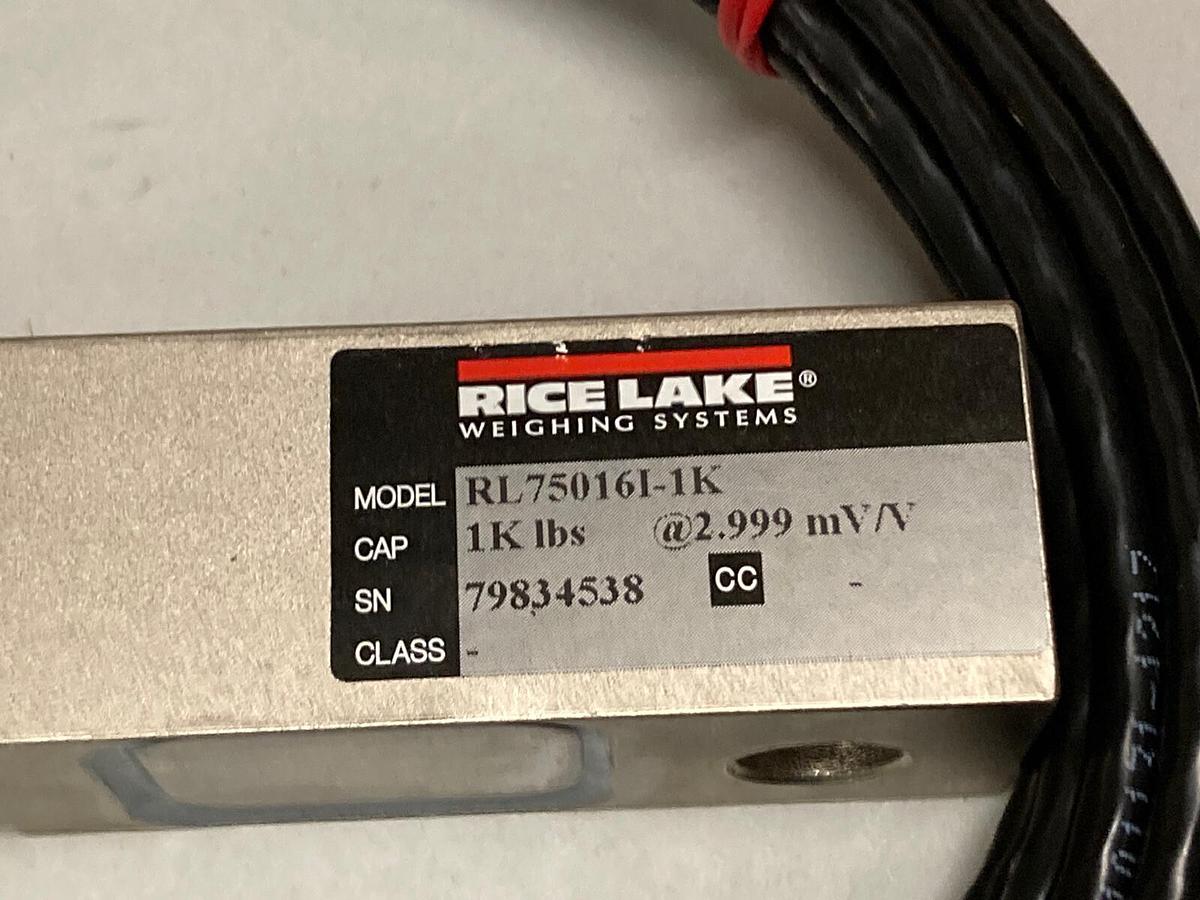 RICE LAKE®
WEIGHING SYSTEMS
MODEL RL75016I-1K
CAP 1K lbs @2.999 mV/V
SN 79834538 CC -
CLASS -